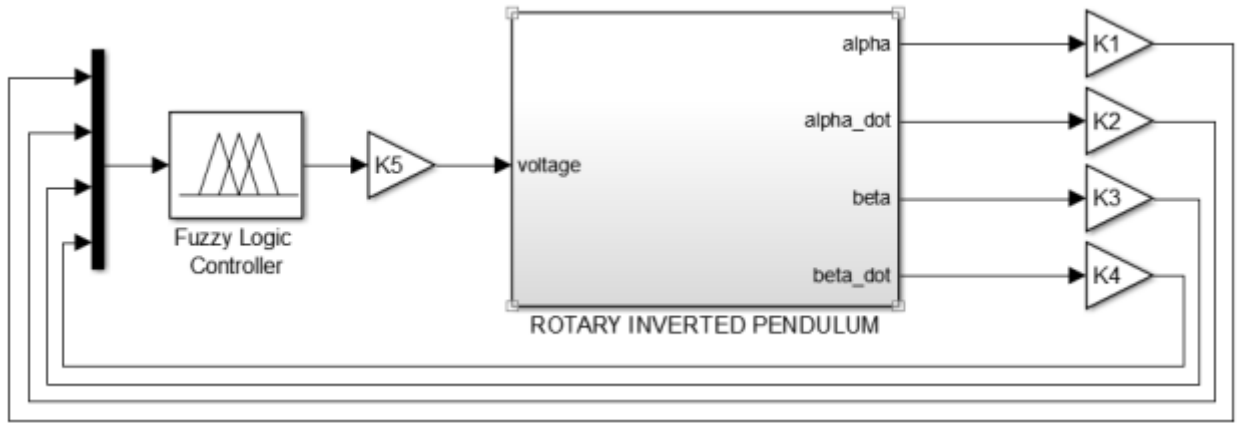 alpha
K1
alpha_dot
K2
K5
voltage
beta
K3
Fuzzy Logic
Controller
beta_dot
K4
ROTARY INVERTED PENDULUM